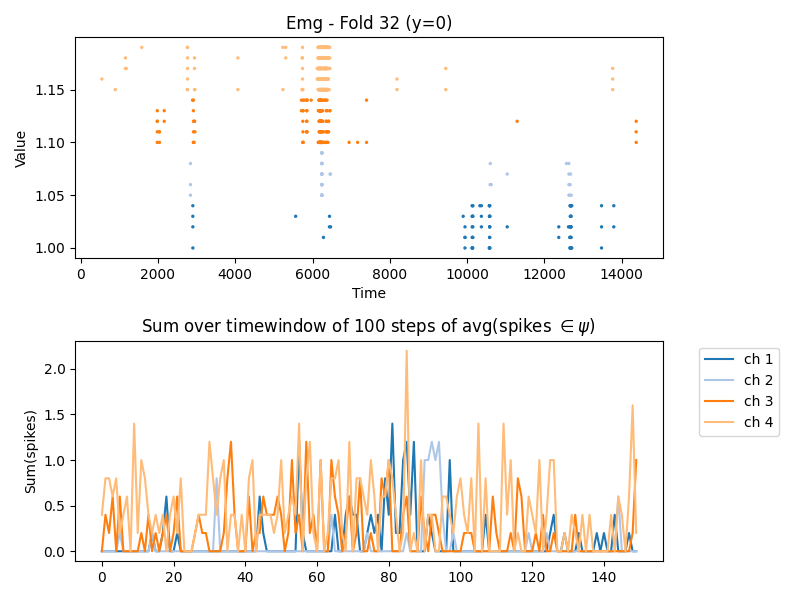 Emg - Fold 32 (y=0)
Value
1.15
1.10
1.05
1.00
0 2000 4000 6000 8000 10000 12000 14000
Time
Sum over timewindow of 100 steps of avg(spikes ∈ ψ)
Sum(spikes)
2.0
1.5
1.0
0.5
0.0
0 20 40 60 80 100 120 140
ch 1
ch 2
ch 3
ch 4